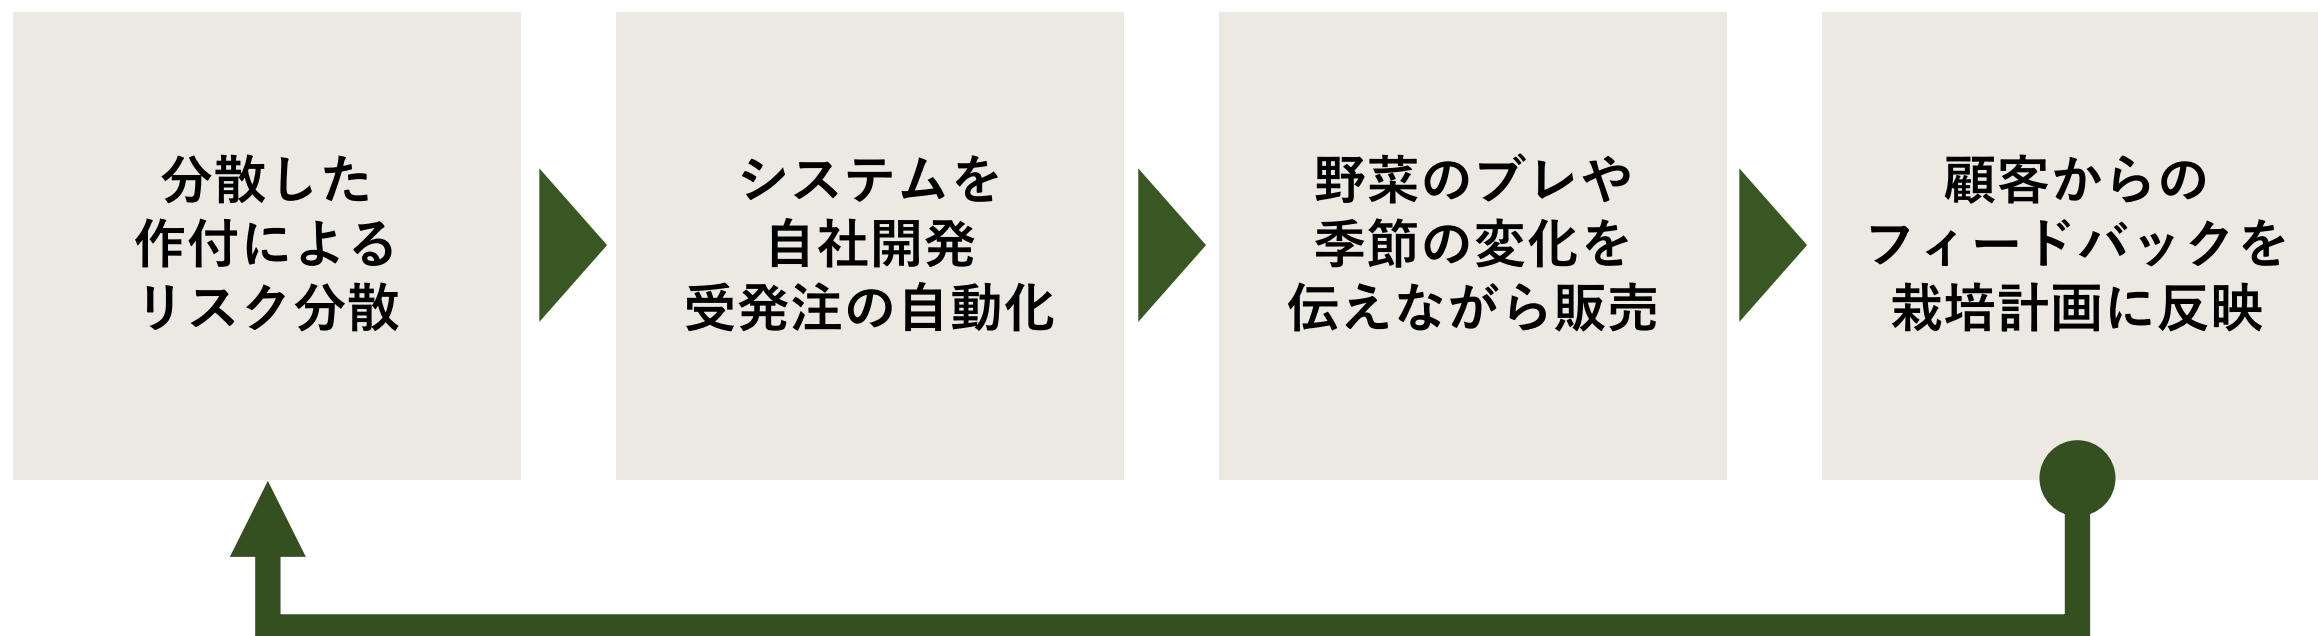 分散した
作付による
リスク分散
システムを
自社開発
受発注の自動化
野菜のブレや
季節の変化を
伝えながら販売
顧客からの
フィードバックを
栽培計画に反映